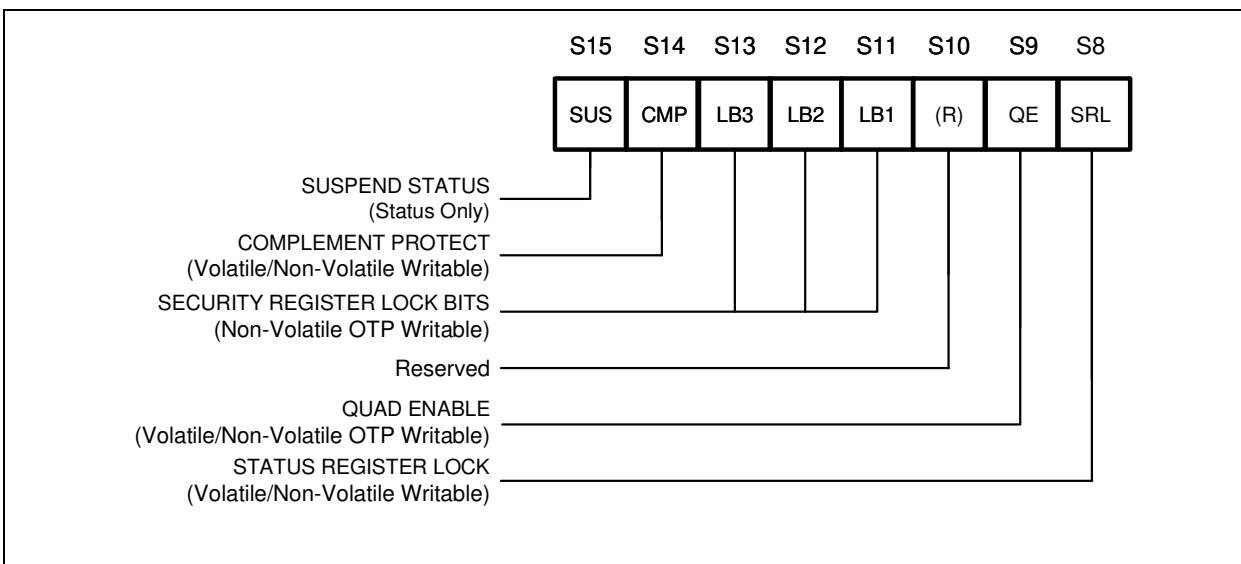 S15 S14 S13 S12 S11 S10 S9 S8
SUS CMP LB3 LB2 LB1 (R) QE SRL
SUSPEND STATUS
(Status Only)
COMPLEMENT PROTECT
(Volatile/Non-Volatile Writable)
SECURITY REGISTER LOCK BITS
(Non-Volatile OTP Writable)
Reserved
QUAD ENABLE
(Volatile/Non-Volatile OTP Writable)
STATUS REGISTER LOCK
(Volatile/Non-Volatile Writable)